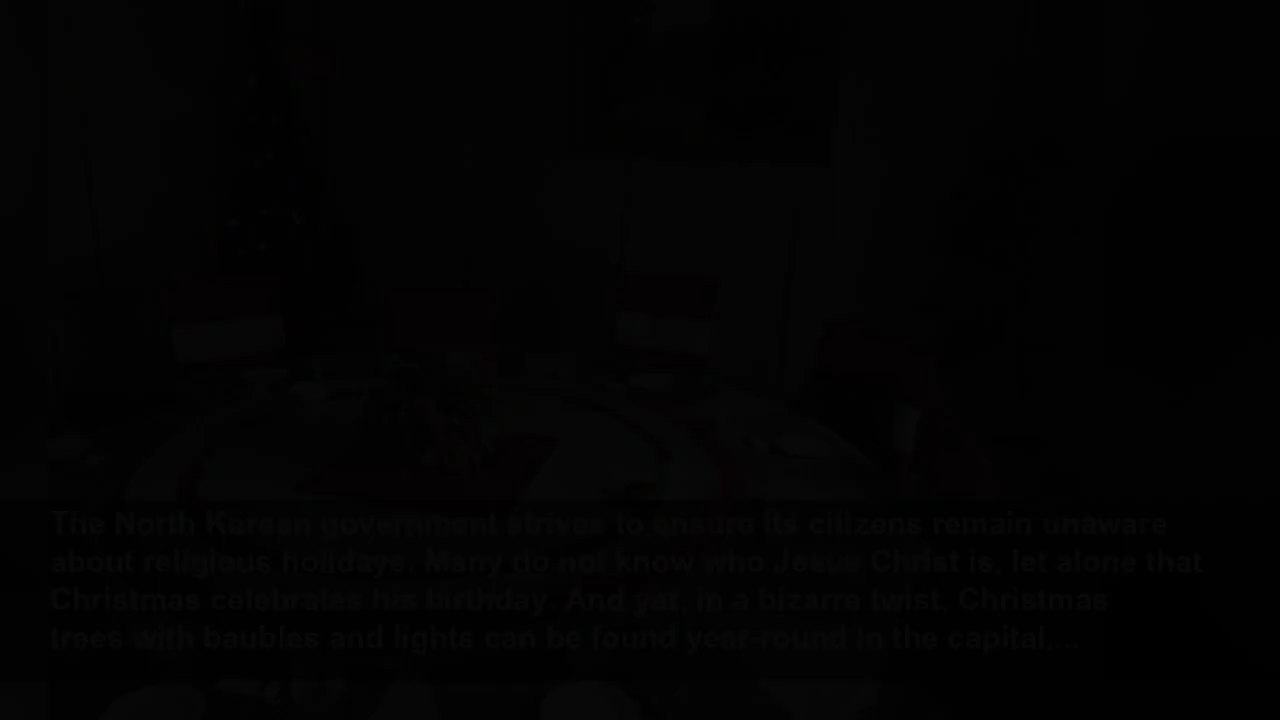 The North Korean government strives to ensure its citizens remain unaware
about religious holidays. Many do not know who Jesus Christ is, let alone that
Christmas celebrates his birthday. And yet, in a bizarre twist, Christmas
trees with baubles and lights can be found year-round in the capital,...